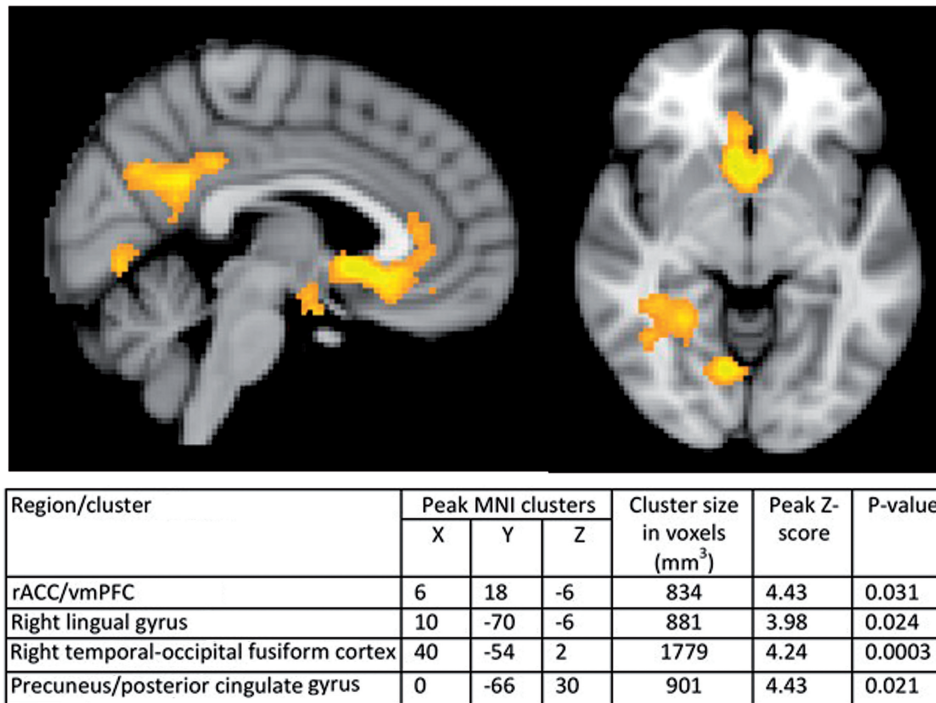 Region/cluster Peak MNI clusters Cluster size in voxels (mm³) Peak Z-score P-value
X Y Z
rACC/vmPFC 6 18 -6 834 4.43 0.031
Right lingual gyrus 10 -70 -6 881 3.98 0.024
Right temporal-occipital fusiform cortex 40 -54 2 1779 4.24 0.0003
Precuneus/posterior cingulate gyrus 0 -66 30 901 4.43 0.021